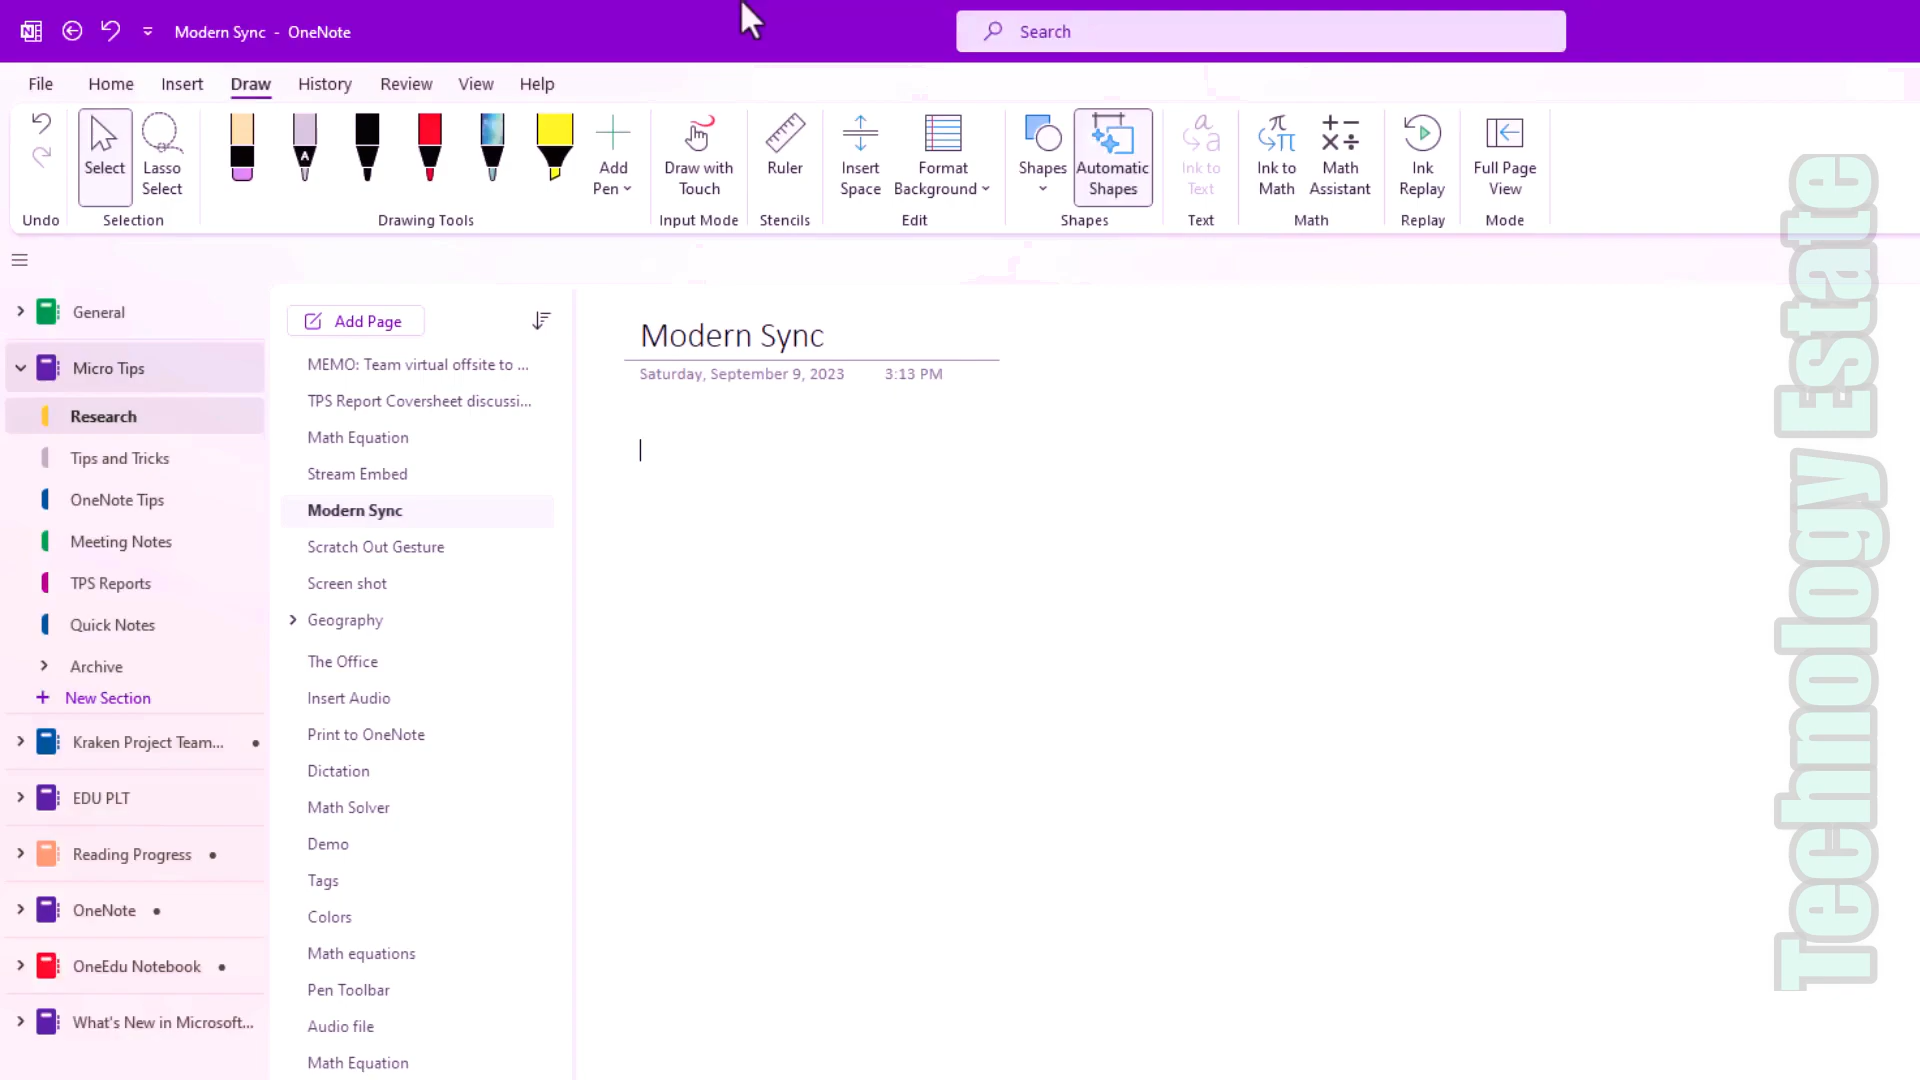 Modern Sync - OneNote
Search
File Home Insert Draw History Review View Help
Select
Lasso Select
A
Add Pen
Draw with Touch
Ruler
Insert Space
Format Background
Shapes
Automatic Shapes
a
a
Ink to Text
Ink to Math
Math Assistant
Ink Replay
Full Page View
Undo Selection Drawing Tools Input Mode Stencils Edit Shapes Text Math Replay Mode
General
Micro Tips
Research
Tips and Tricks
OneNote Tips
Meeting Notes
TPS Reports
Quick Notes
Archive
+ New Section
Kraken Project Team...
EDU PLT
Reading Progress
OneNote
OneEdu Notebook
What's New in Microsoft...
Add Page
MEMO: Team virtual offsite to ...
TPS Report Coversheet discussi...
Math Equation
Stream Embed
Modern Sync
Scratch Out Gesture
Screen shot
Geography
The Office
Insert Audio
Print to OneNote
Dictation
Math Solver
Demo
Tags
Colors
Math equations
Pen Toolbar
Audio file
Math Equation
Modern Sync
Saturday, September 9, 2023 3:13 PM
Technology Estate